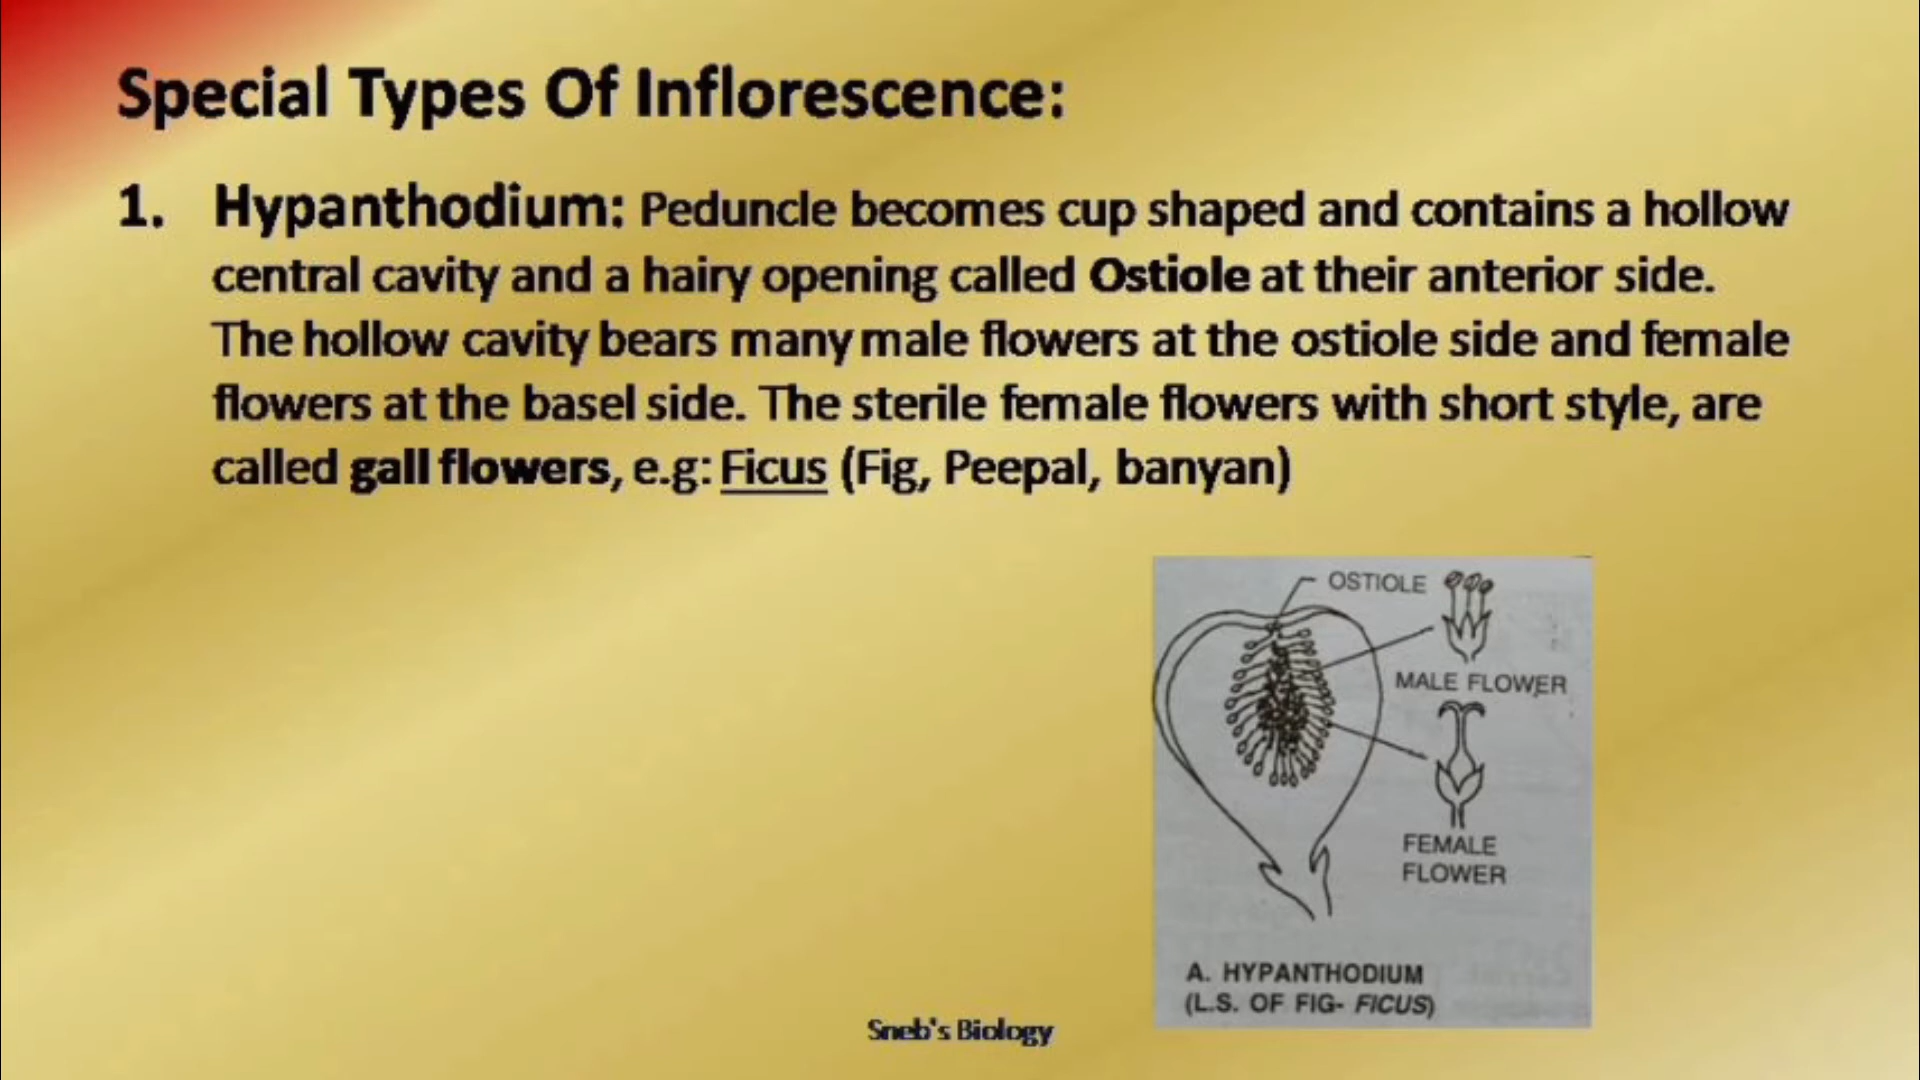 Special Types Of Inflorescence:
1. Hypanthodium: Peduncle becomes cup shaped and contains a hollow
central cavity and a hairy opening called Ostiole at their anterior side.
The hollow cavity bears many male flowers at the ostiole side and female
flowers at the basel side. The sterile female flowers with short style, are
called gall flowers, e.g: Ficus (Fig, Peepal, banyan)
OSTIOLE
MALE FLOWER
FEMALE
FLOWER
A. HYPANTHODIUM
(L.S. OF FIG- FICUS)
Sneb's Biology